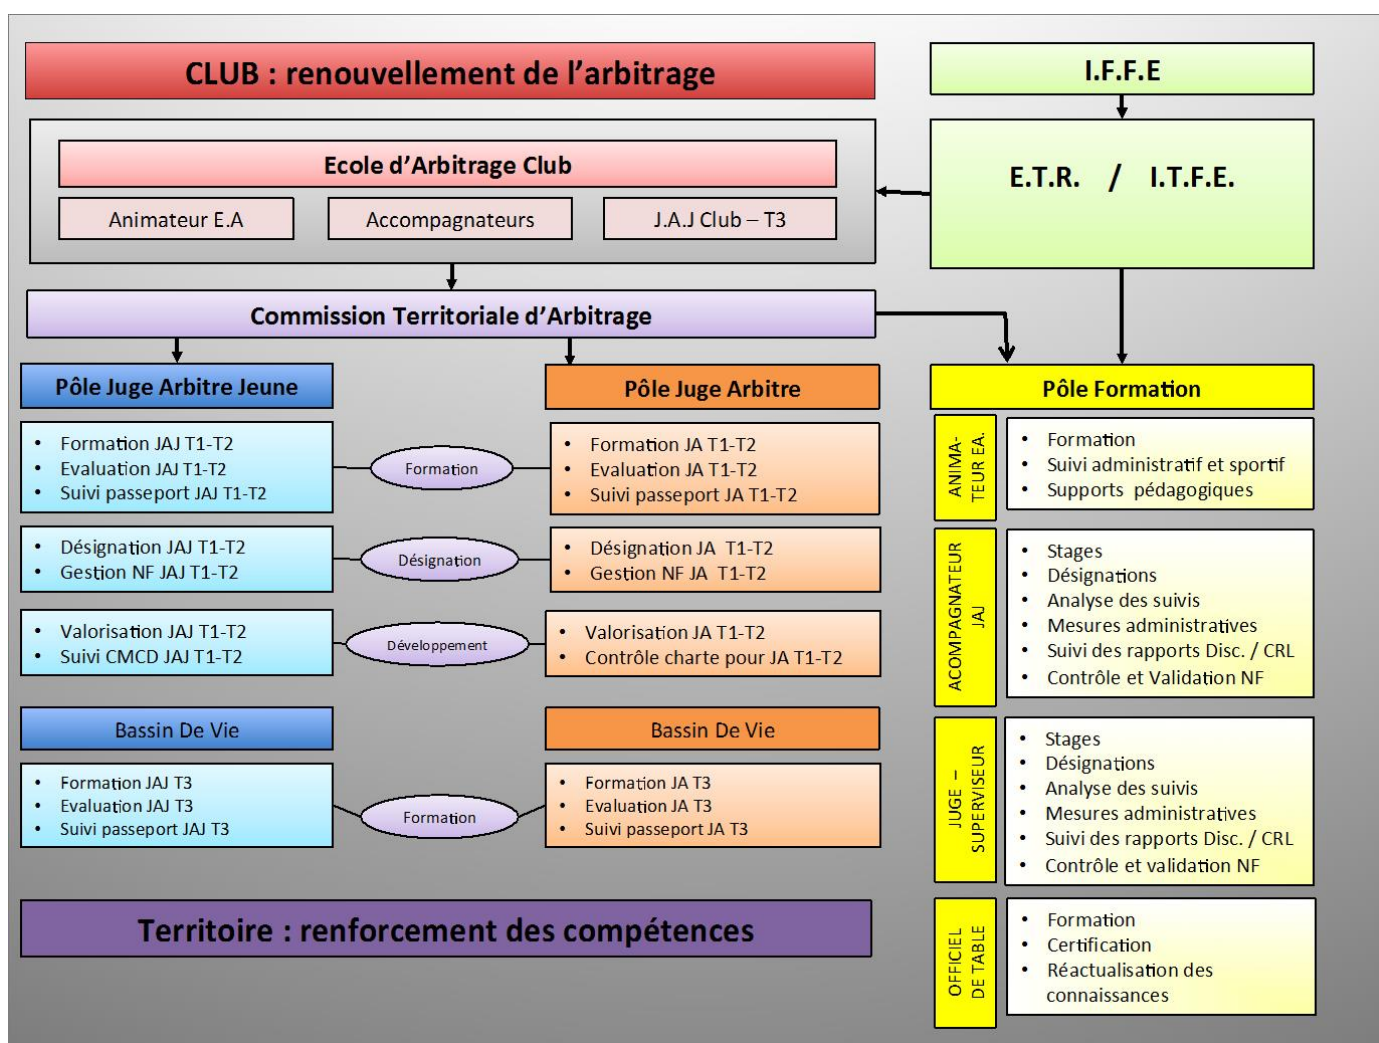 CLUB : renouvellement de l’arbitrage
Ecole d’Arbitrage Club
Animateur E.A
Accompagnateurs
J.A.J Club – T3
I.F.F.E
E.T.R. / I.T.F.E.
Commission Territoriale d’Arbitrage
Pôle Juge Arbitre Jeune
• Formation JAJ T1-T2
• Evaluation JAJ T1-T2
• Suivi passeport JAJ T1-T2
Formation
Pôle Juge Arbitre
• Formation JA T1-T2
• Evaluation JA T1-T2
• Suivi passeport JA T1-T2
• Désignation JAJ T1-T2
• Gestion NF JAJ T1-T2
Désignation
• Désignation JA T1-T2
• Gestion NF JA T1-T2
• Valorisation JAJ T1-T2
• Suivi CMCD JAJ T1-T2
Développement
• Valorisation JA T1-T2
• Contrôle charte pour JA T1-T2
Bassin De Vie
• Formation JAJ T3
• Evaluation JAJ T3
• Suivi passeport JAJ T3
Formation
Bassin De Vie
• Formation JA T3
• Evaluation JA T3
• Suivi passeport JA T3
Territoire : renforcement des compétences
Pôle Formation
ANIMA-
TEUR EA.
• Formation
• Suivi administratif et sportif
• Supports pédagogiques
ACOMPAGNATEUR
JAJ
• Stages
• Désignations
• Analyse des suivis
• Mesures administratives
• Suivi des rapports Disc. / CRL
• Contrôle et Validation NF
JUGE –
SUPERVISEUR
• Stages
• Désignations
• Analyse des suivis
• Mesures administratives
• Suivi des rapports Disc. / CRL
• Contrôle et validation NF
OFFICIEL
DE TABLE
• Formation
• Certification
• Réactualisation des
connaissances